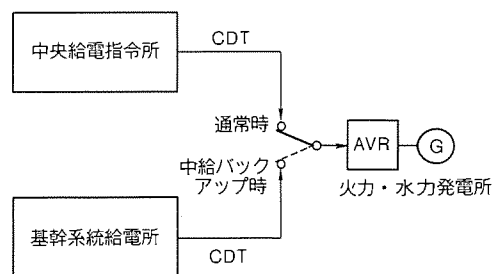 中央給電指令所
CDT
通常時
中給バック
アップ時
AVR
G
火力・水力発電所
基幹系統給電所
CDT